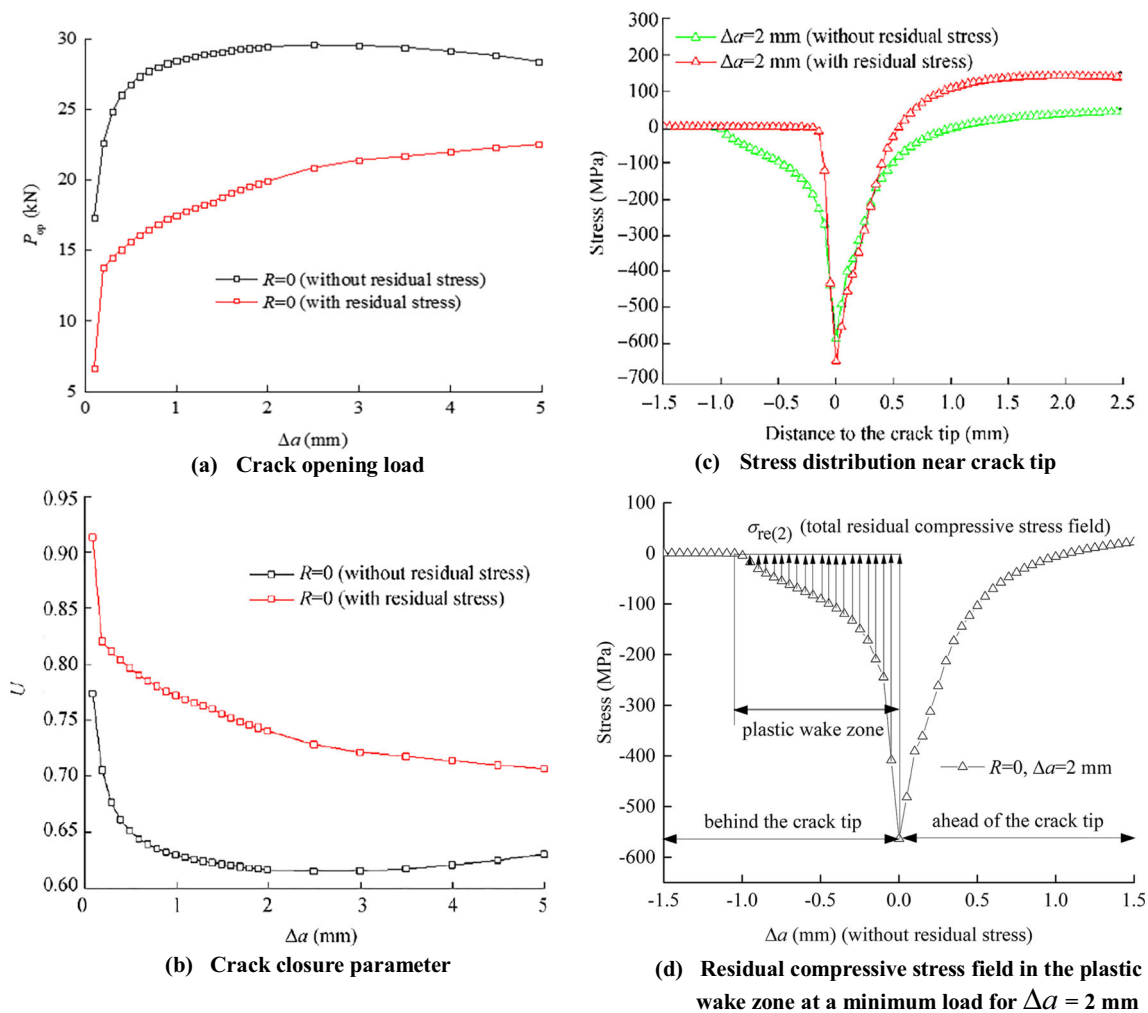 30
25
20
15
10
5
P_op (kN)
R=0 (without residual stress)
R=0 (with residual stress)
0 1 2 3 4 5
Δa (mm)
(a) Crack opening load
300
200
100
0
−100
−200
−300
−400
−500
−600
−700
Stress (MPa)
Δa=2 mm (without residual stress)
Δa=2 mm (with residual stress)
−1.5 −1.0 −0.5 0 0.5 1.0 1.5 2.0 2.5
Distance to the crack tip (mm)
(c) Stress distribution near crack tip
0.95
0.90
0.85
0.80
0.75
0.70
0.65
0.60
U
R=0 (without residual stress)
R=0 (with residual stress)
0 1 2 3 4 5
Δa (mm)
(b) Crack closure parameter
100
0
-100
-200
-300
-400
-500
-600
Stress (MPa)
σre(2) (total residual compressive stress field)
plastic wake zone
R=0, Δa=2 mm
behind the crack tip
ahead of the crack tip
-1.5 -1.0 -0.5 0.0 0.5 1.0 1.5
Δa (mm) (without residual stress)
(d) Residual compressive stress field in the plastic
wake zone at a minimum load for Δa = 2 mm